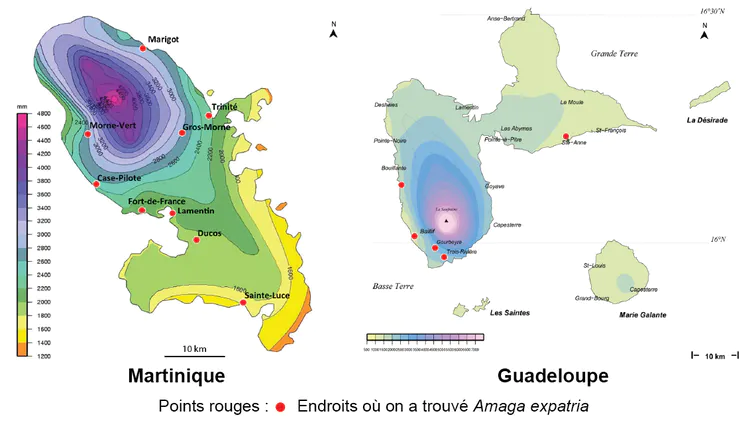 Marigot
N
mm
4800
4600
4400
4200
4000
3800
3600
3400
3200
3000
2800
2600
2400
2200
2000
1800
1600
1400
1200
Trinité
Morne-Vert
Gros-Morne
Case-Pilote
Fort-de-France
Lamentin
Ducos
Sainte-Luce
10 km
Martinique
16°30'N
Anse-Bertrand
N
Grande Terre
Deshaies
Lamentin
La Moule
La Désirade
Les Abymes
St-François
Pointe-Noire
Pointe-à-Pitre
Ste-Anne
Bouillante
Goyave
Capesterre
Baillif
Gourbeyre
16°N
Trois-Rivière
St-Louis
Basse Terre
Capesterre
Grand-Bourg
Les Saintes
Marie Galante
10 km
Guadeloupe
Points rouges : Endroits où on a trouvé Amaga expatria